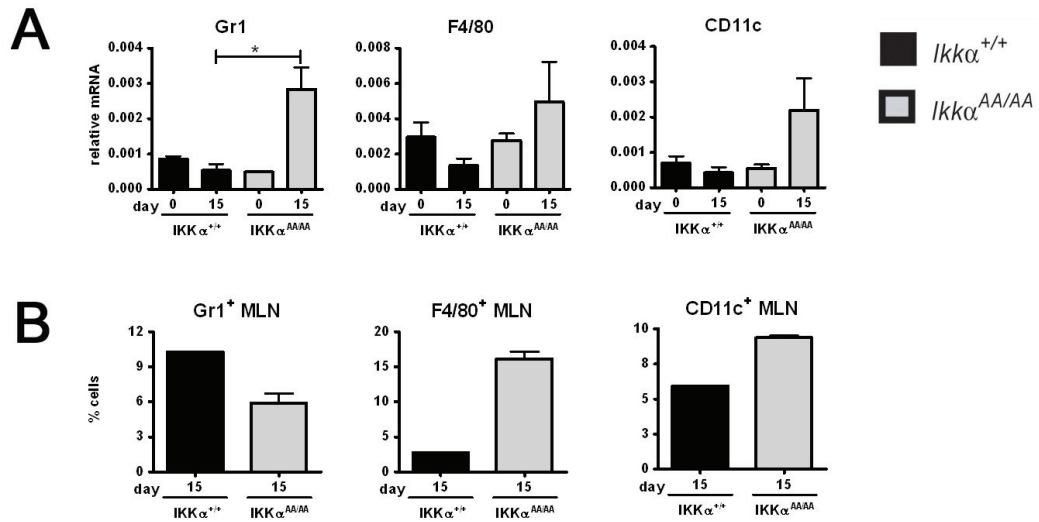 A
Gr1
F4/80
CD11c
Ikkα+/+
IkkαAA/AA
*
relative mRNA
0.004
0.003
0.002
0.001
0.000
0.008
0.006
0.004
0.002
0.000
0.004
0.003
0.002
0.001
0.000
day 0 15 0 15
IKKα+/+ IKKαAA/AA
day 0 15 0 15
IKKα+/+ IKKαAA/AA
day 0 15 0 15
IKKα+/+ IKKαAA/AA
B
Gr1+ MLN
F4/80+ MLN
CD11c+ MLN
% cells
12
9
6
3
0
20
15
10
5
0
10
8
5
3
0
day 15 15
IKKα+/+ IKKαAA/AA
day 15 15
IKKα+/+ IKKαAA/AA
day 15 15
IKKα+/+ IKKαAA/AA